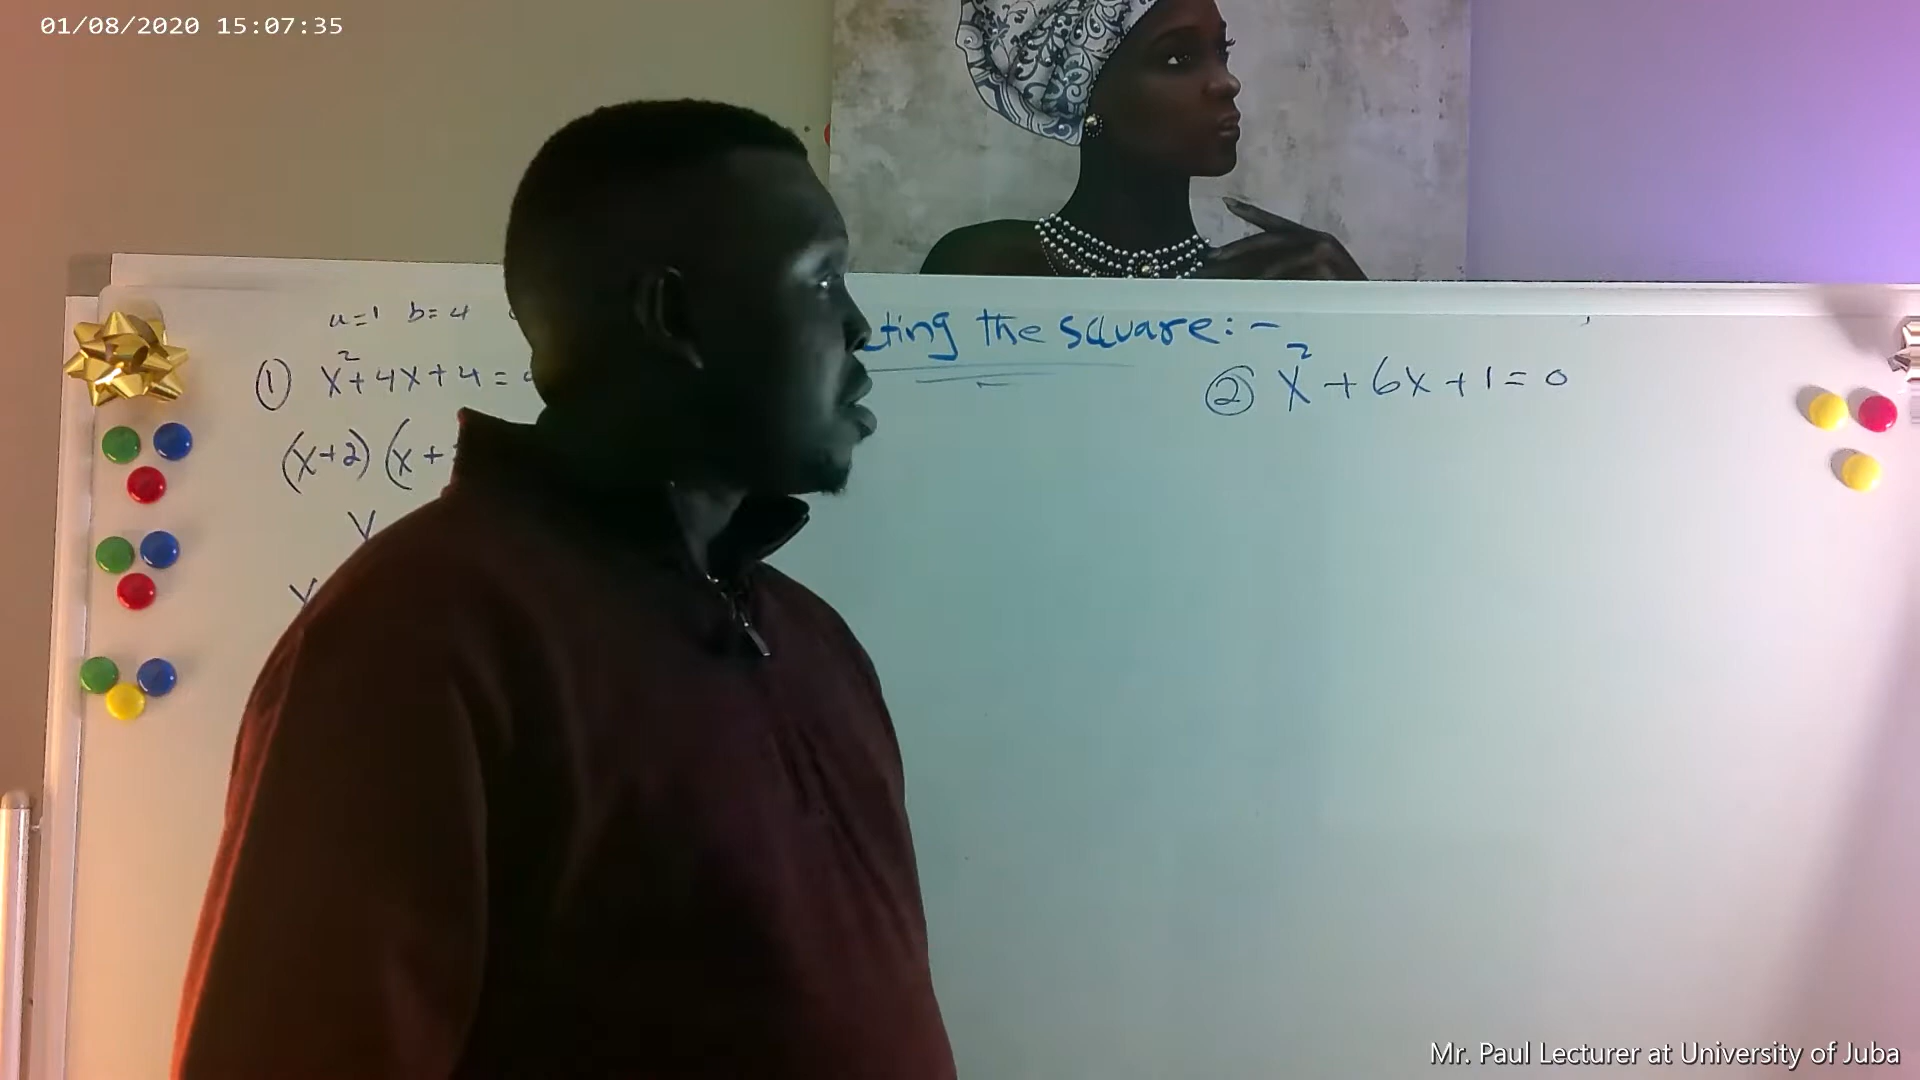 01/08/2020 15:07:35
a=1 b=4
ting the square:-
① x²+4x+4=
(x+2)(x+
② x²+6x+1=0
Mr. Paul Lecturer at University of Juba